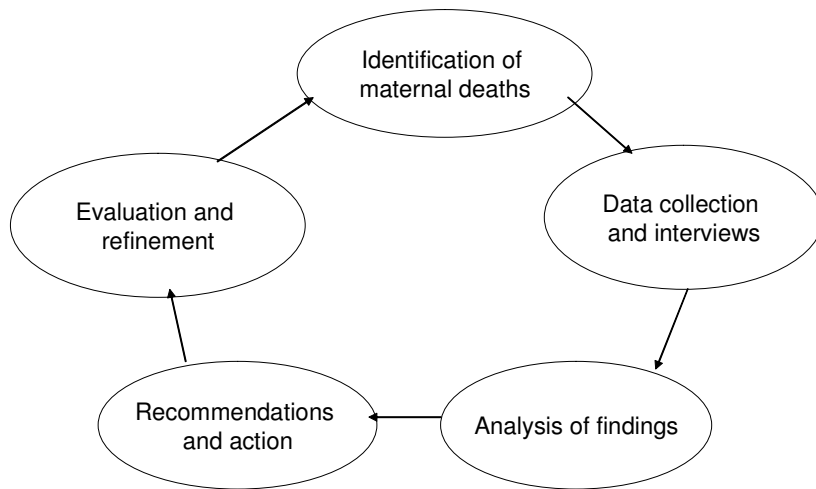 Identification of
maternal deaths
Data collection
and interviews
Analysis of findings
Recommendations
and action
Evaluation and
refinement